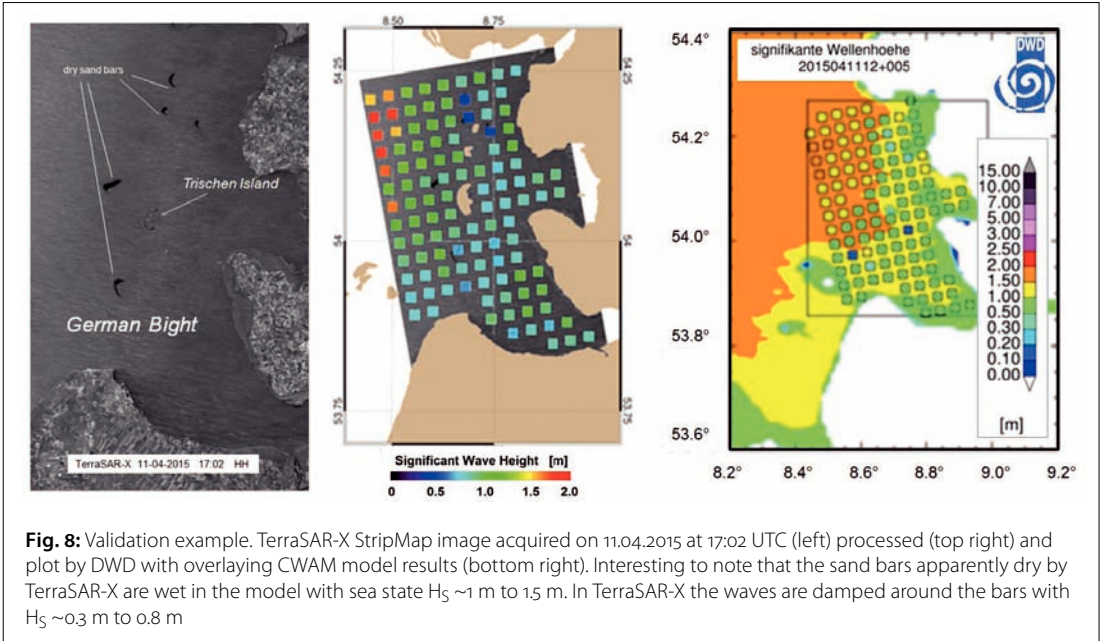 dry sand bars
Trischen Island
German Bight
TerraSAR-X 11-04-2015 17:02 HH
8.50 8.75
54.25 54.25
54 54
53.75 53.75
8.50 8.75
Significant Wave Height [m]
0 0.5 1.0 1.5 2.0
signifikante Wellenhoehe
2015041112+005
DWD
54.4°
54.2°
54.0°
53.8°
53.6°
8.2° 8.4° 8.6° 8.8° 9.0° 9.2°
15.00
10.00
7.00
5.00
3.00
2.50
2.00
1.50
1.00
0.50
0.30
0.20
0.10
0.00
[m]
Fig. 8: Validation example. TerraSAR-X StripMap image acquired on 11.04.2015 at 17:02 UTC (left) processed (top right) and
plot by DWD with overlaying CWAM model results (bottom right). Interesting to note that the sand bars apparently dry by
TerraSAR-X are wet in the model with sea state HS ~1 m to 1.5 m. In TerraSAR-X the waves are damped around the bars with
HS ~0.3 m to 0.8 m